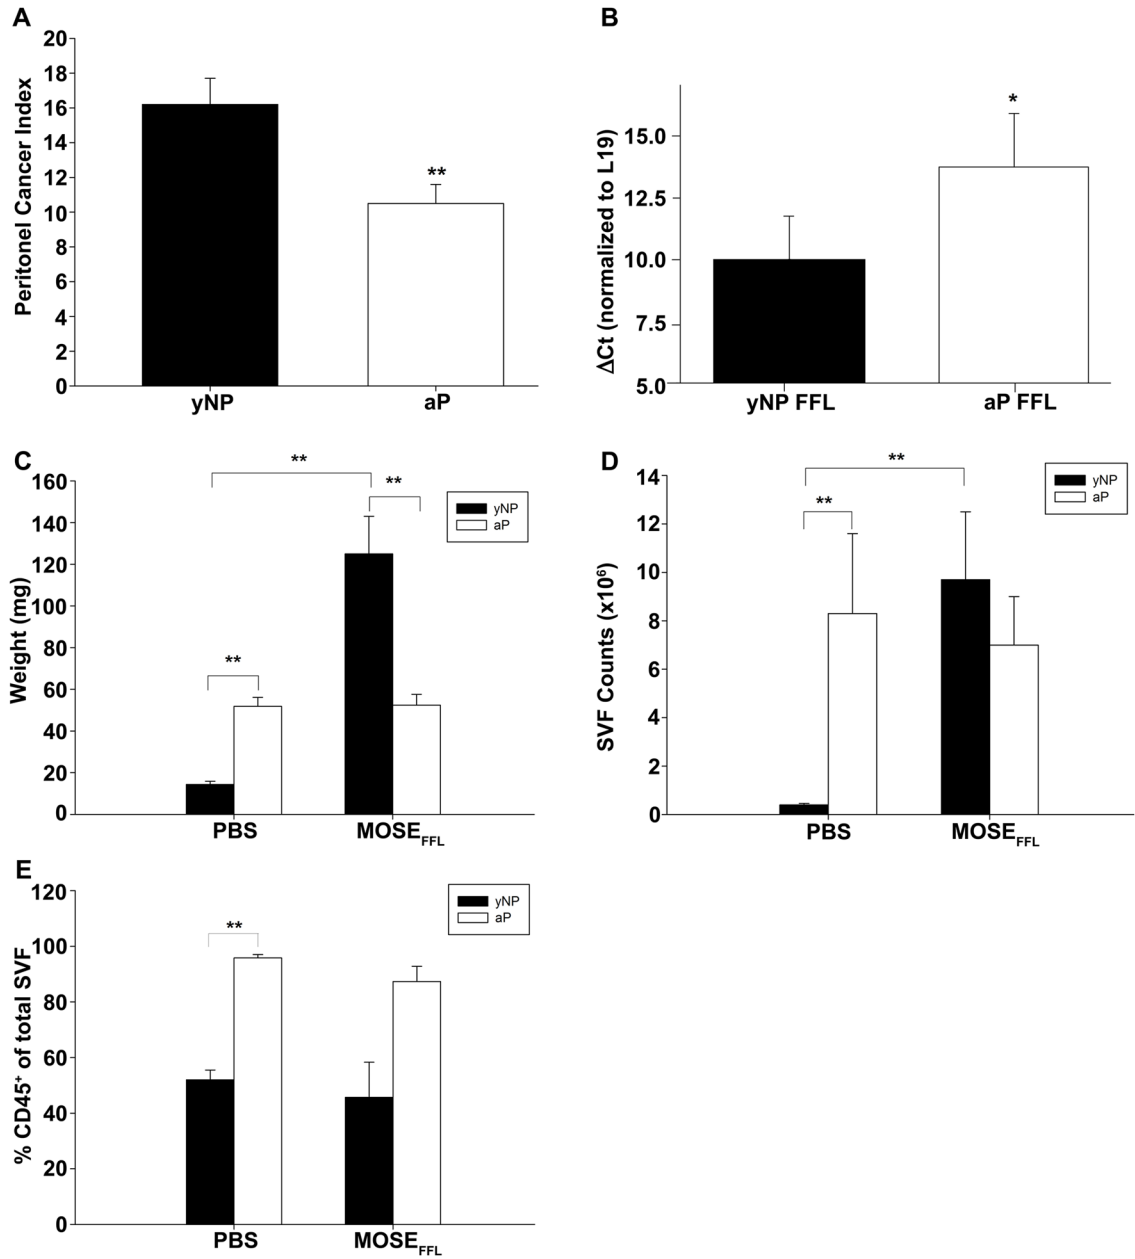 A
Peritonel Cancer Index
20
18
16
14
12
10
8
6
4
2
0
**
yNP
aP
B
ΔCt (normalized to L19)
15.0
12.5
10.0
7.5
5.0
*
yNP FFL
aP FFL
C
Weight (mg)
160
140
120
100
80
60
40
20
0
**
**
**
yNP
aP
PBS
MOSEFFL
D
SVF Counts (x10⁶)
14
12
10
8
6
4
2
0
**
**
yNP
aP
PBS
MOSEFFL
E
% CD45⁺ of total SVF
120
100
80
60
40
20
0
**
yNP
aP
PBS
MOSEFFL